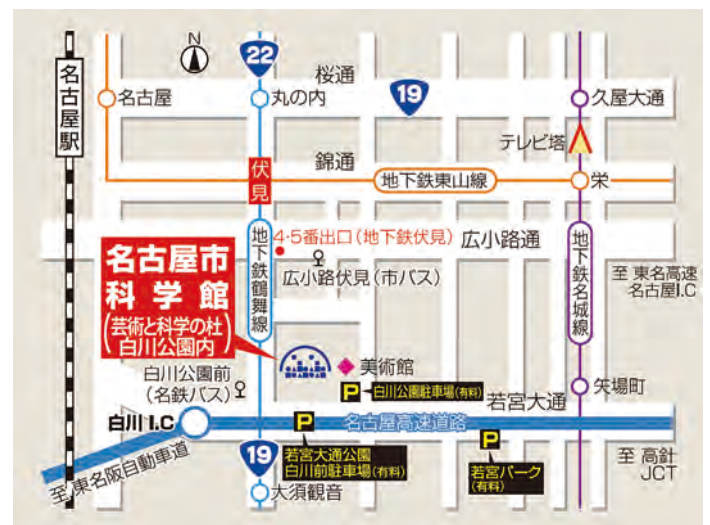 N
22
桜通
名古屋駅
名古屋
丸の内
19
久屋大通
テレビ塔
錦通
伏見
地下鉄東山線
栄
4・5番出口(地下鉄伏見)
広小路通
名古屋市
科学館
(芸術と科学の杜
白川公園内)
地下鉄鶴舞線
広小路伏見(市バス)
地下鉄名城線
至 東名高速
名古屋I.C
美術館
白川公園前
(名鉄バス)
P
白川公園駐車場(有料)
若宮大通
矢場町
白川 I.C
名古屋高速道路
P
若宮大通公園
白川前駐車場(有料)
P
若宮パーク
(有料)
至 高針
JCT
至 東名阪自動車道
19
大須観音